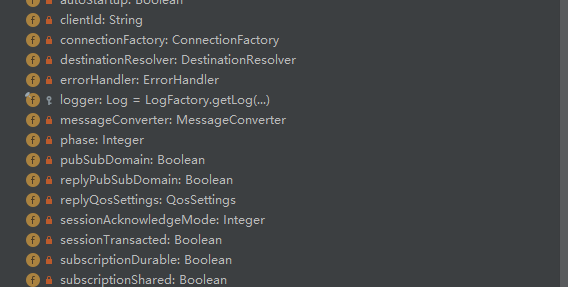 autoStartup: Boolean
clientId: String
connectionFactory: ConnectionFactory
destinationResolver: DestinationResolver
errorHandler: ErrorHandler
logger: Log = LogFactory.getLog(...)
messageConverter: MessageConverter
phase: Integer
pubSubDomain: Boolean
replyPubSubDomain: Boolean
replyQosSettings: QosSettings
sessionAcknowledgeMode: Integer
sessionTransacted: Boolean
subscriptionDurable: Boolean
subscriptionShared: Boolean